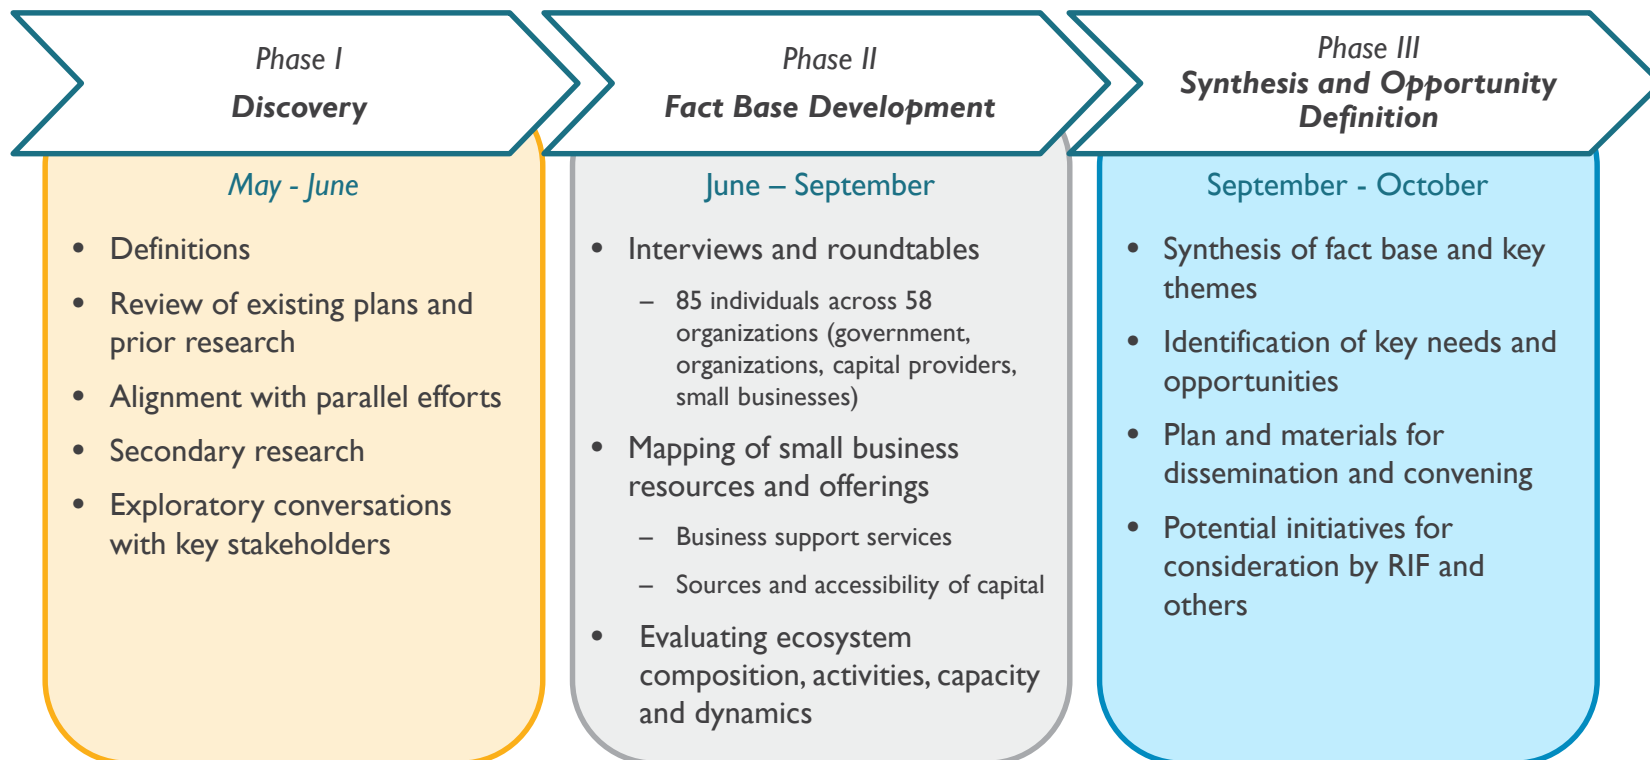 Phase I
Discovery
May - June
• Definitions
• Review of existing plans and
prior research
• Alignment with parallel efforts
• Secondary research
• Exploratory conversations
with key stakeholders
Phase II
Fact Base Development
June – September
• Interviews and roundtables
– 85 individuals across 58
organizations (government,
organizations, capital providers,
small businesses)
• Mapping of small business
resources and offerings
– Business support services
– Sources and accessibility of capital
• Evaluating ecosystem
composition, activities, capacity
and dynamics
Phase III
Synthesis and Opportunity
Definition
September - October
• Synthesis of fact base and key
themes
• Identification of key needs and
opportunities
• Plan and materials for
dissemination and convening
• Potential initiatives for
consideration by RIF and
others